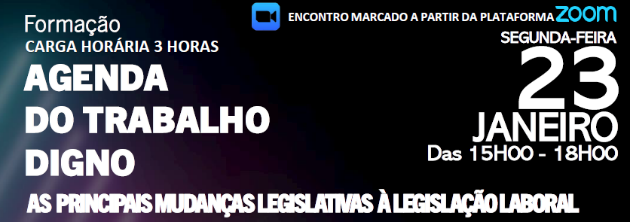 Formação
CARGA HORÁRIA 3 HORAS
AGENDA
DO TRABALHO
DIGNO
ENCONTRO MARCADO A PARTIR DA PLATAFORMA zoom
SEGUNDA-FEIRA
23
JANEIRO
Das 15H00 - 18H00
AS PRINCIPAIS MUDANÇAS LEGISLATIVAS À LEGISLAÇÃO LABORAL